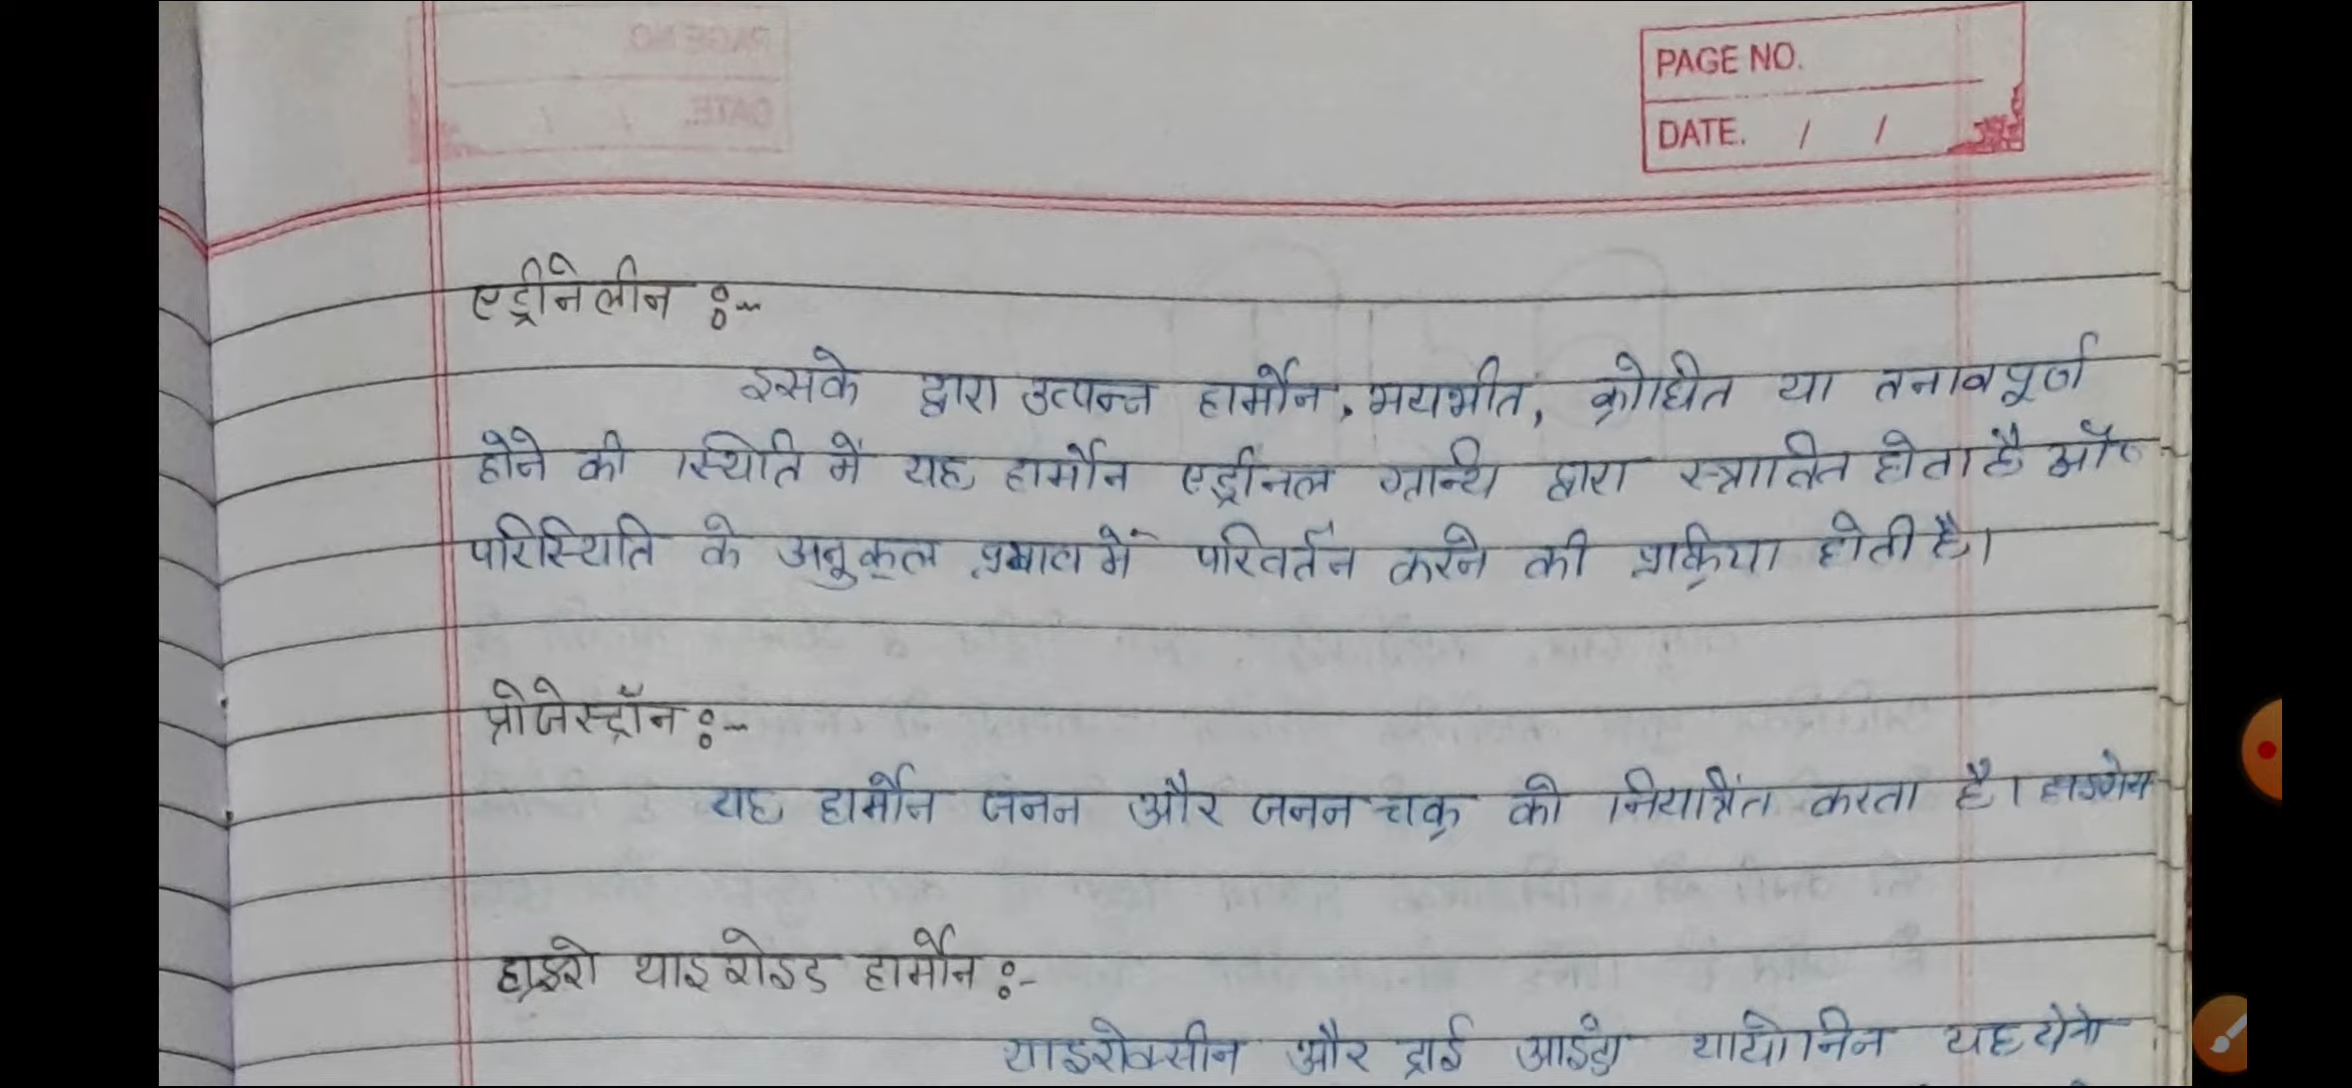 PAGE NO.
DATE. / /
एड्रीनेलीन :-
इसके द्वारा उत्पन्न हार्मोन, भयभीत, क्रोधित या तनावपूर्ण
होने की स्थिति में यह हार्मोन एड्रीनल ग्रन्थि द्वारा स्त्रावित होता है और
परिस्थिति के अनुकूल प्रभाव में परिवर्तन करने की प्रक्रिया होती है।
प्रोजेस्ट्रॉन :-
यह हार्मोन जनन और जनन चक्र को नियंत्रित करता है।
हाइरो थाइरोइड हार्मोन :-
थाइरोक्सीन और ट्राई आइडो थायोनिन यह दोनो